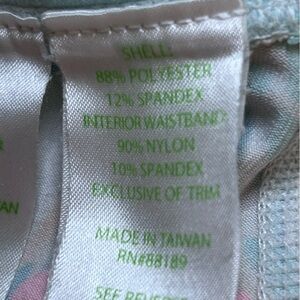 SHELL:
88% POLYESTER
12% SPANDEX
INTERIOR WAISTBAND:
90% NYLON
10% SPANDEX
EXCLUSIVE OF TRIM
MADE IN TAIWAN
RN#88189
SEE